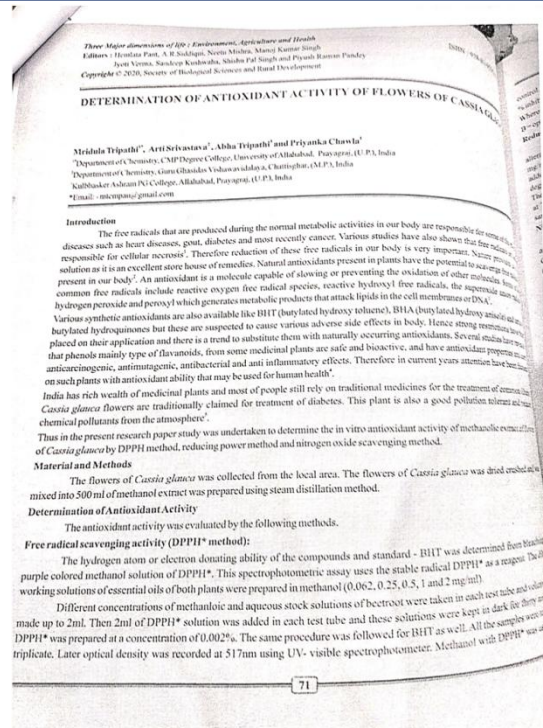 Three Major dimensions of life : Environment, Agriculture and Health
Editors : Hemlata Pant, A.R. Siddiqui, Neetu Mishra, Manoj Kumar Singh
Jyoti Verma, Sandeep Kushwaha, Shishu Pal Singh and Piyush Raman Pandey
Copyright © 2020, Society of Biological Sciences and Rural Development
DETERMINATION OF ANTIOXIDANT ACTIVITY OF FLOWERS OF CASSIA
Mridula Tripathi, Arti Srivastava, Abha Tripathi and Priyanka Chawla
Department of Chemistry, CMP Degree College, University of Allahabad, Prayagraj, (U.P.), India
Department of Chemistry, Guru Ghasidas Vishawavidalaya, Chattisghar, (M.P.), India
Kulbhasker Ashram PG College, Allahabad, Prayagraj, (U.P.), India
*Email:
Introduction
The free radicals that are produced during the normal metabolic activities in our body are responsible for some
diseases such as heart diseases, gout, diabetes and most recently cancer. Various studies have also shown that free radicals
responsible for cellular necrosis. Therefore reduction of these free radicals in our body is very important. Nature
solution as it is an excellent store house of remedies. Natural antioxidants present in plants have the potential to scavenge
present in our body. An antioxidant is a molecule capable of slowing or preventing the oxidation of other molecules.
common free radicals include reactive oxygen free radical species, reactive hydroxyl free radicals, the superoxide
hydrogen peroxide and peroxyl which generates metabolic products that attack lipids in the cell membranes or DNA.
Various synthetic antioxidants are also available like BHT (butylated hydroxy toluene), BHA (butylated hydroxy
butylated hydroquinones but these are suspected to cause various adverse side effects in body. Hence strong restrictions
placed on their application and there is a trend to substitute them with naturally occurring antioxidants. Several studies have
that phenols mainly type of flavanoids, from some medicinal plants are safe and bioactive, and have antioxidant properties
anticarcinogenic, antimutagenic, antibacterial and anti inflammatory effects. Therefore in current years attention have been
on such plants with antioxidant ability that may be used for human health.
India has rich wealth of medicinal plants and most of people still rely on traditional medicines for the treatment of common
Cassia glauca flowers are traditionally claimed for treatment of diabetes. This plant is also a good pollution tolerant and
chemical pollutants from the atmosphere.
Thus in the present research paper study was undertaken to determine the in vitro antioxidant activity of methanolic extract of
of Cassia glauca by DPPH method, reducing power method and nitrogen oxide scavenging method.
Material and Methods
The flowers of Cassia glauca was collected from the local area. The flowers of Cassia glauca was dried crushed and
mixed into 500 ml of methanol extract was prepared using steam distillation method.
Determination of Antioxidant Activity
The antioxidant activity was evaluated by the following methods.
Free radical scavenging activity (DPPH* method):
The hydrogen atom or electron donating ability of the compounds and standard - BHT was determined from
purple colored methanol solution of DPPH*. This spectrophotometric assay uses the stable radical DPPH* as a reagent. The
working solutions of essential oils of both plants were prepared in methanol (0.062, 0.25, 0.5, 1 and 2 mg/ml)
Different concentrations of methanloic and aqueous stock solutions of beetroot were taken in each test tube and
made up to 2ml. Then 2ml of DPPH* solution was added in each test tube and these solutions were kept in dark for thirty
DPPH* was prepared at a concentration of 0.002%. The same procedure was followed for BHT as well. All the samples were
triplicate. Later optical density was recorded at 517nm using UV- visible spectrophotometer. Methanol with DPPH* was
71